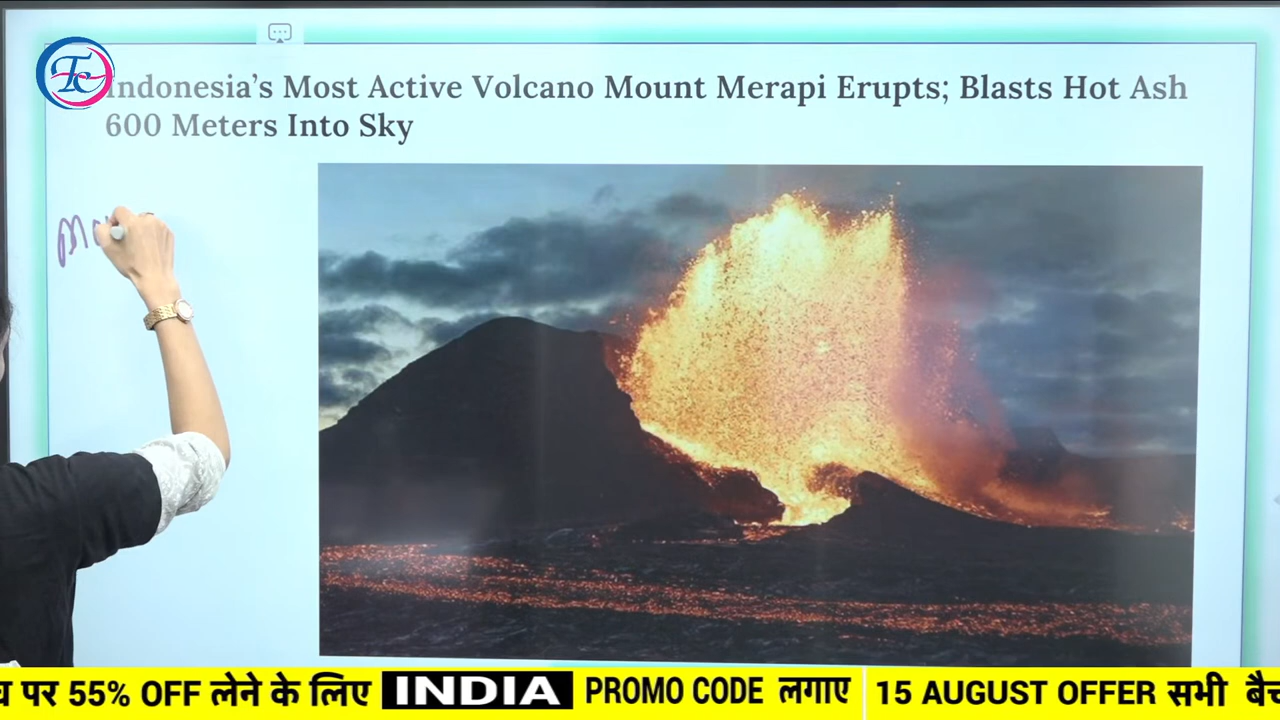 Indonesia's Most Active Volcano Mount Merapi Erupts; Blasts Hot Ash
600 Meters Into Sky
पर 55% OFF लेने के लिए INDIA PROMO CODE लगाए 15 AUGUST OFFER सभी